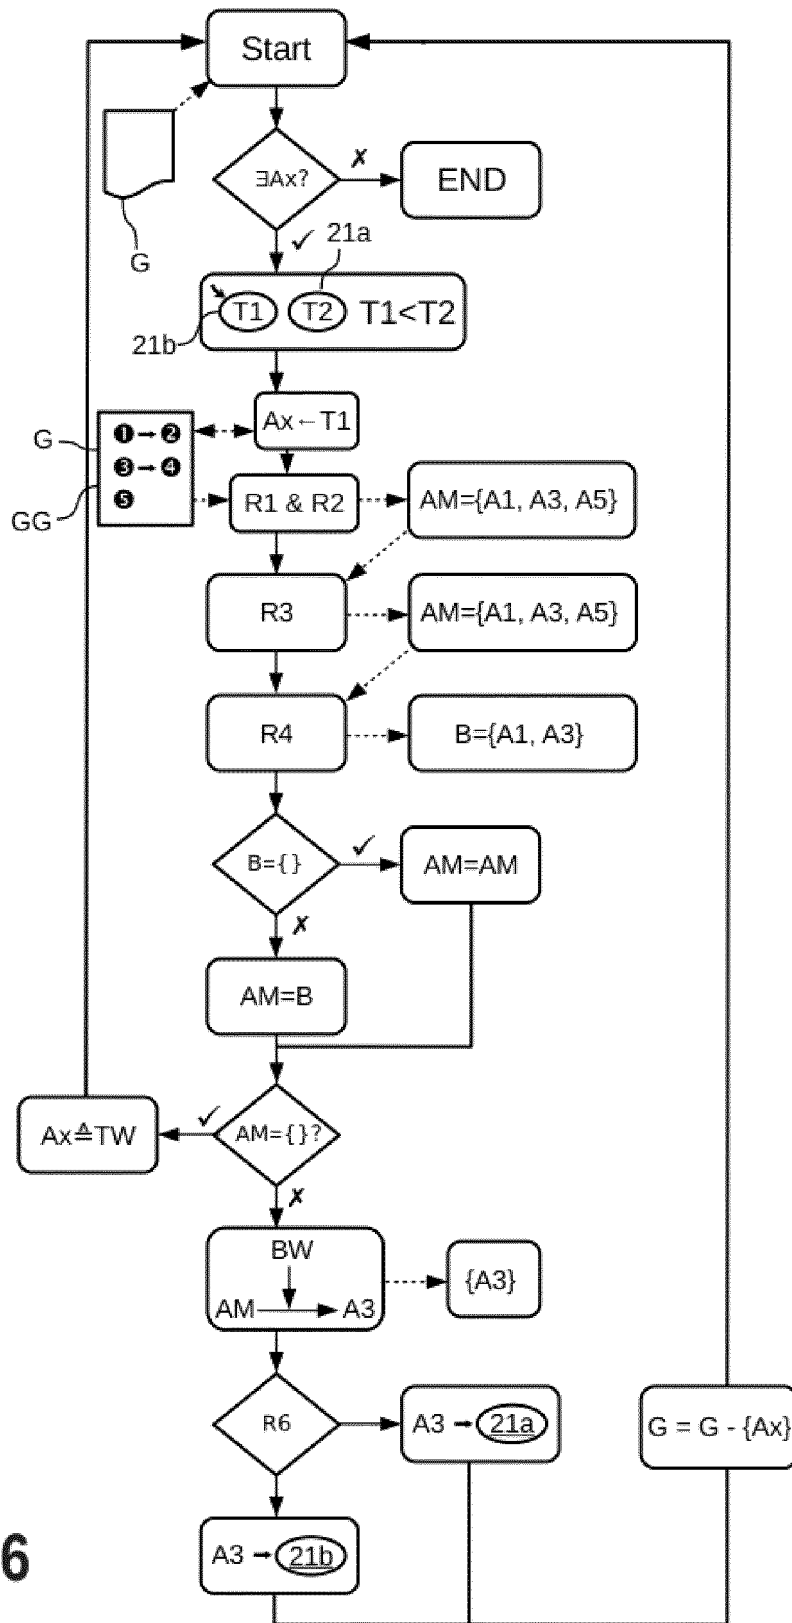 Start
∃Ax?
✗
END
G
✓
21a
T1
T2
T1<T2
21b
Ax←T1
G
❶→❷
❸→❹
❺
GG
R1 & R2
AM={A1, A3, A5}
R3
AM={A1, A3, A5}
R4
B={A1, A3}
B={}
✓
AM=AM
✗
AM=B
Ax≙TW
✓
AM={}?
✗
BW
AM
A3
{A3}
R6
A3 → 21a
G = G - {Ax}
A3 → 21b
6